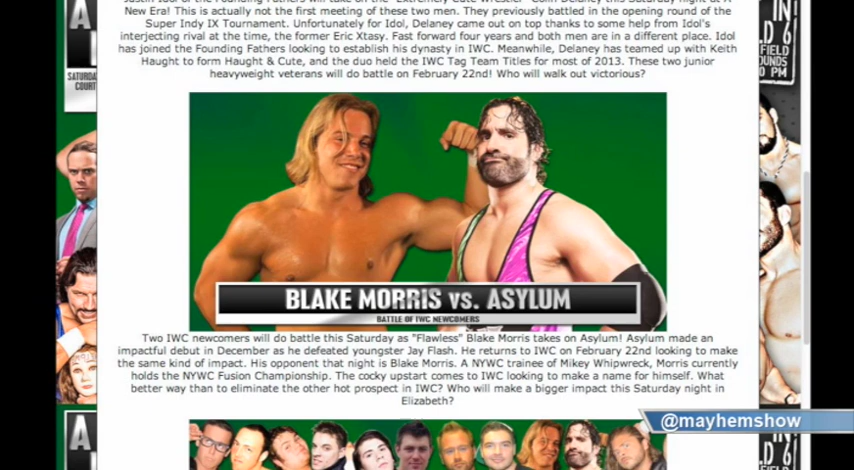 Justin Idol of the Founding Fathers will take on the "Extremely Cute Wrestler" Colin Delaney this Saturday night at A
New Era! This is actually not the first meeting of these two men. They previously battled in the opening round of the
Super Indy IX Tournament. Unfortunately for Idol, Delaney came out on top thanks to some help from Idol's
interjecting rival at the time, the former Eric Xtasy. Fast forward four years and both men are in a different place. Idol
has joined the Founding Fathers looking to establish his dynasty in IWC. Meanwhile, Delaney has teamed up with Keith
Haught to form Haught & Cute, and the duo held the IWC Tag Team Titles for most of 2013. These two junior
heavyweight veterans will do battle on February 22nd! Who will walk out victorious?
BLAKE MORRIS vs. ASYLUM
BATTLE OF IWC NEWCOMERS
Two IWC newcomers will do battle this Saturday as "Flawless" Blake Morris takes on Asylum! Asylum made an
impactful debut in December as he defeated youngster Jay Flash. He returns to IWC on February 22nd looking to make
the same kind of impact. His opponent that night is Blake Morris. A NYWC trainee of Mikey Whipwreck, Morris currently
holds the NYWC Fusion Championship. The cocky upstart comes to IWC looking to make a name for himself. What
better way than to eliminate the other hot prospect in IWC? Who will make a bigger impact this Saturday night in
Elizabeth?
@mayhemshow
A
SATURDA
COURT
IN
D 6
FIELD
OUNDS
0 PM
A
IN
D 6